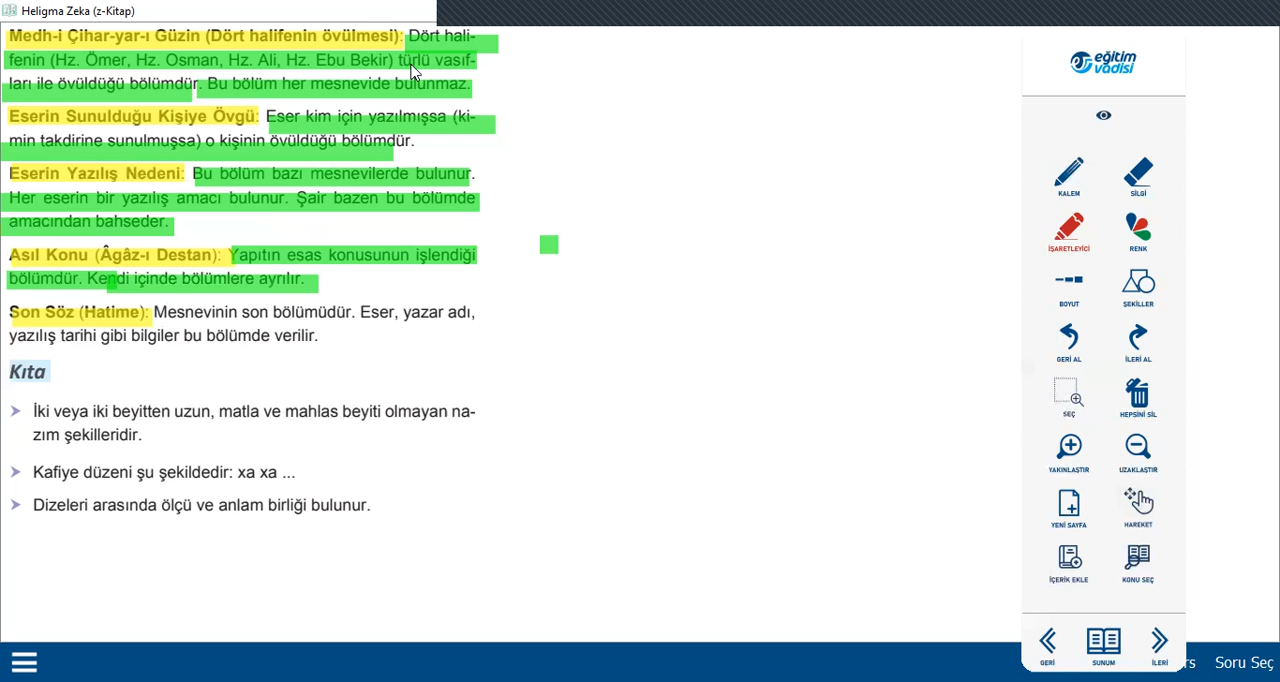 Heligma Zeka (z-Kitap)
Medh-i Çihar-yar-ı Güzin (Dört halifenin övülmesi): Dört hali-
fenin (Hz. Ömer, Hz. Osman, Hz. Ali, Hz. Ebu Bekir) türlü vasıf-
ları ile övüldüğü bölümdür. Bu bölüm her mesnevide bulunmaz.
Eserin Sunulduğu Kişiye Övgü: Eser kim için yazılmışsa (ki-
min takdirine sunulmuşsa) o kişinin övüldüğü bölümdür.
Eserin Yazılış Nedeni: Bu bölüm bazı mesnevilerde bulunur.
Her eserin bir yazılış amacı bulunur. Şair bazen bu bölümde
amacından bahseder.
Asıl Konu (Âgâz-ı Destan): Yapıtın esas konusunun işlendiği
bölümdür. Kendi içinde bölümlere ayrılır.
Son Söz (Hatime): Mesnevinin son bölümüdür. Eser, yazar adı,
yazılış tarihi gibi bilgiler bu bölümde verilir.
Kıta
➤ İki veya iki beyitten uzun, matla ve mahlas beyiti olmayan na-
zım şekilleridir.
➤ Kafiye düzeni şu şekildedir: xa xa ...
➤ Dizeleri arasında ölçü ve anlam birliği bulunur.
eğitim
vadisi
KALEM SİLGİ
İŞARETLEYİCİ RENK
BOYUT ŞEKİLLER
GERİ AL İLERİ AL
SEÇ HEPSİNİ SİL
YAKINLAŞTIR UZAKLAŞTIR
YENİ SAYFA HAREKET
İÇERİK EKLE KONU SEÇ
GERİ SUNUM İLERİ
rs Soru Seç